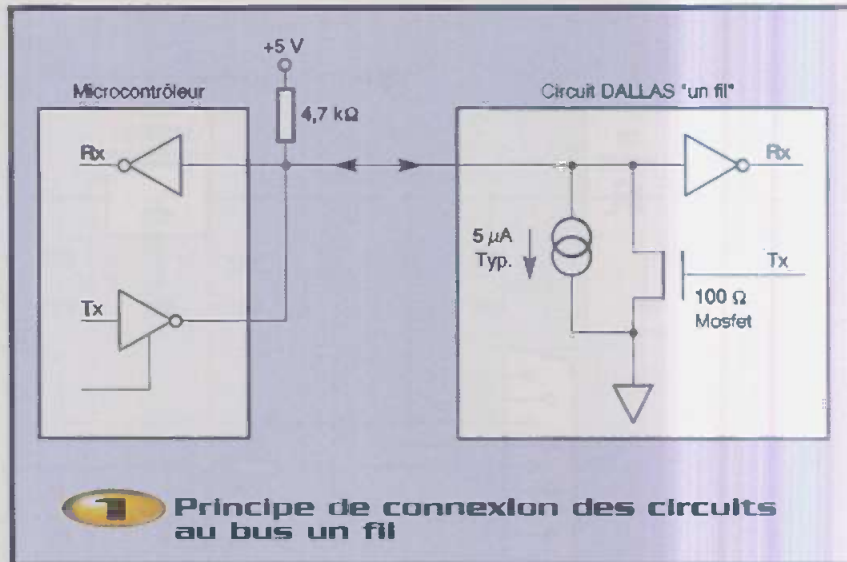 +5 V
Microcontrôleur
Circuit DALLAS "un fil"
4,7 kΩ
Rx
Rx
5 µA
Typ.
Tx
Tx
100 Ω
Mosfet
1 Principe de connexion des circuits
au bus un fil